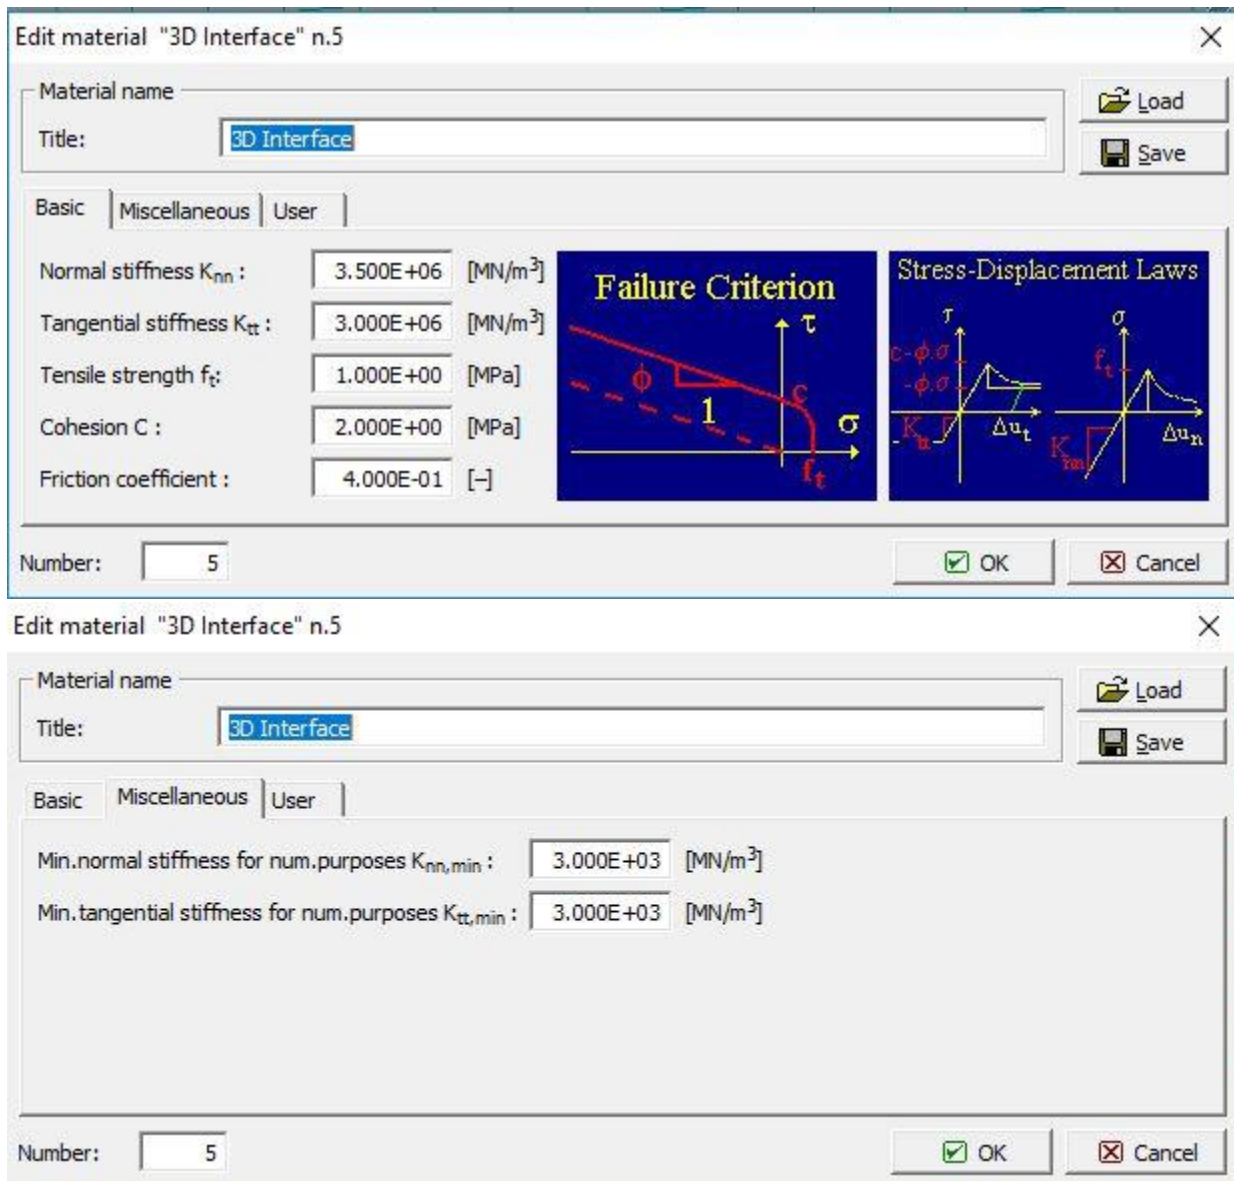 Edit material "3D Interface" n.5
Material name
Load
Title: 3D Interface
Save
Basic Miscellaneous User
Normal stiffness Knn : 3.500E+06 [MN/m3]
Tangential stiffness Ktt : 3.000E+06 [MN/m3]
Tensile strength ft: 1.000E+00 [MPa]
Cohesion C : 2.000E+00 [MPa]
Friction coefficient : 4.000E-01 [–]
Failure Criterion
τ
ϕ
1
c
σ
ft
Stress-Displacement Laws
τ
c-ϕ.σ
-ϕ.σ
Ktt
Δut
σ
ft
Knn
Δun
Number: 5 OK Cancel
Edit material "3D Interface" n.5
Material name
Load
Title: 3D Interface
Save
Basic Miscellaneous User
Min.normal stiffness for num.purposes Knn,min : 3.000E+03 [MN/m3]
Min.tangential stiffness for num.purposes Ktt,min : 3.000E+03 [MN/m3]
Number: 5 OK Cancel